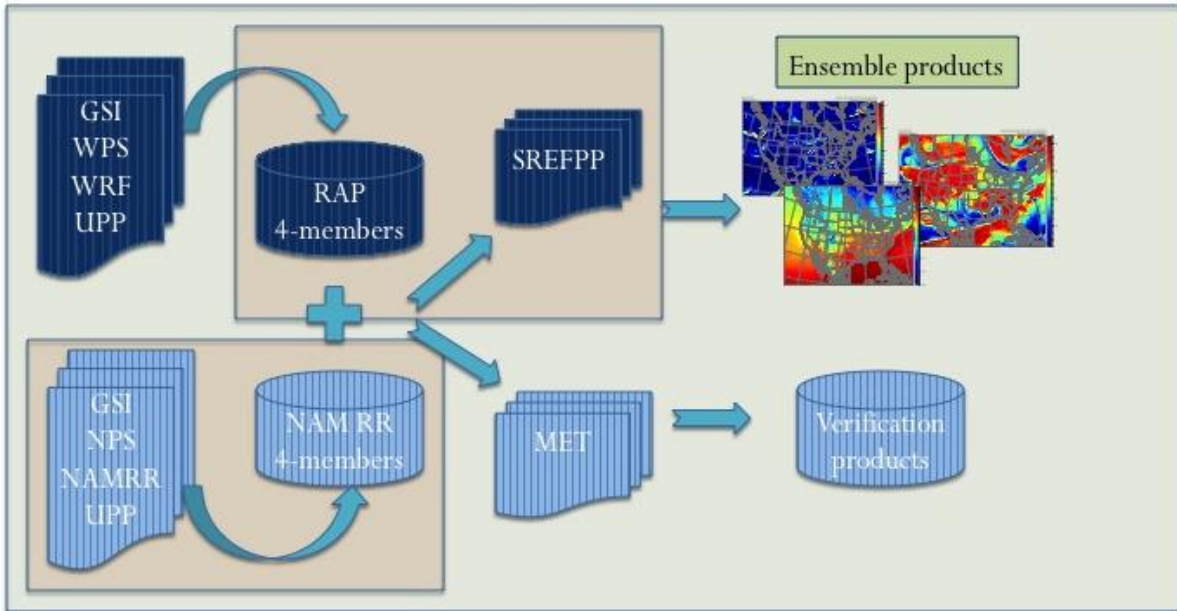 GSI
WPS
WRF
UPP
RAP
4-members
SREFPP
Ensemble products
GSI
NPS
NAMRR
UPP
NAM RR
4-members
MET
Verification
products